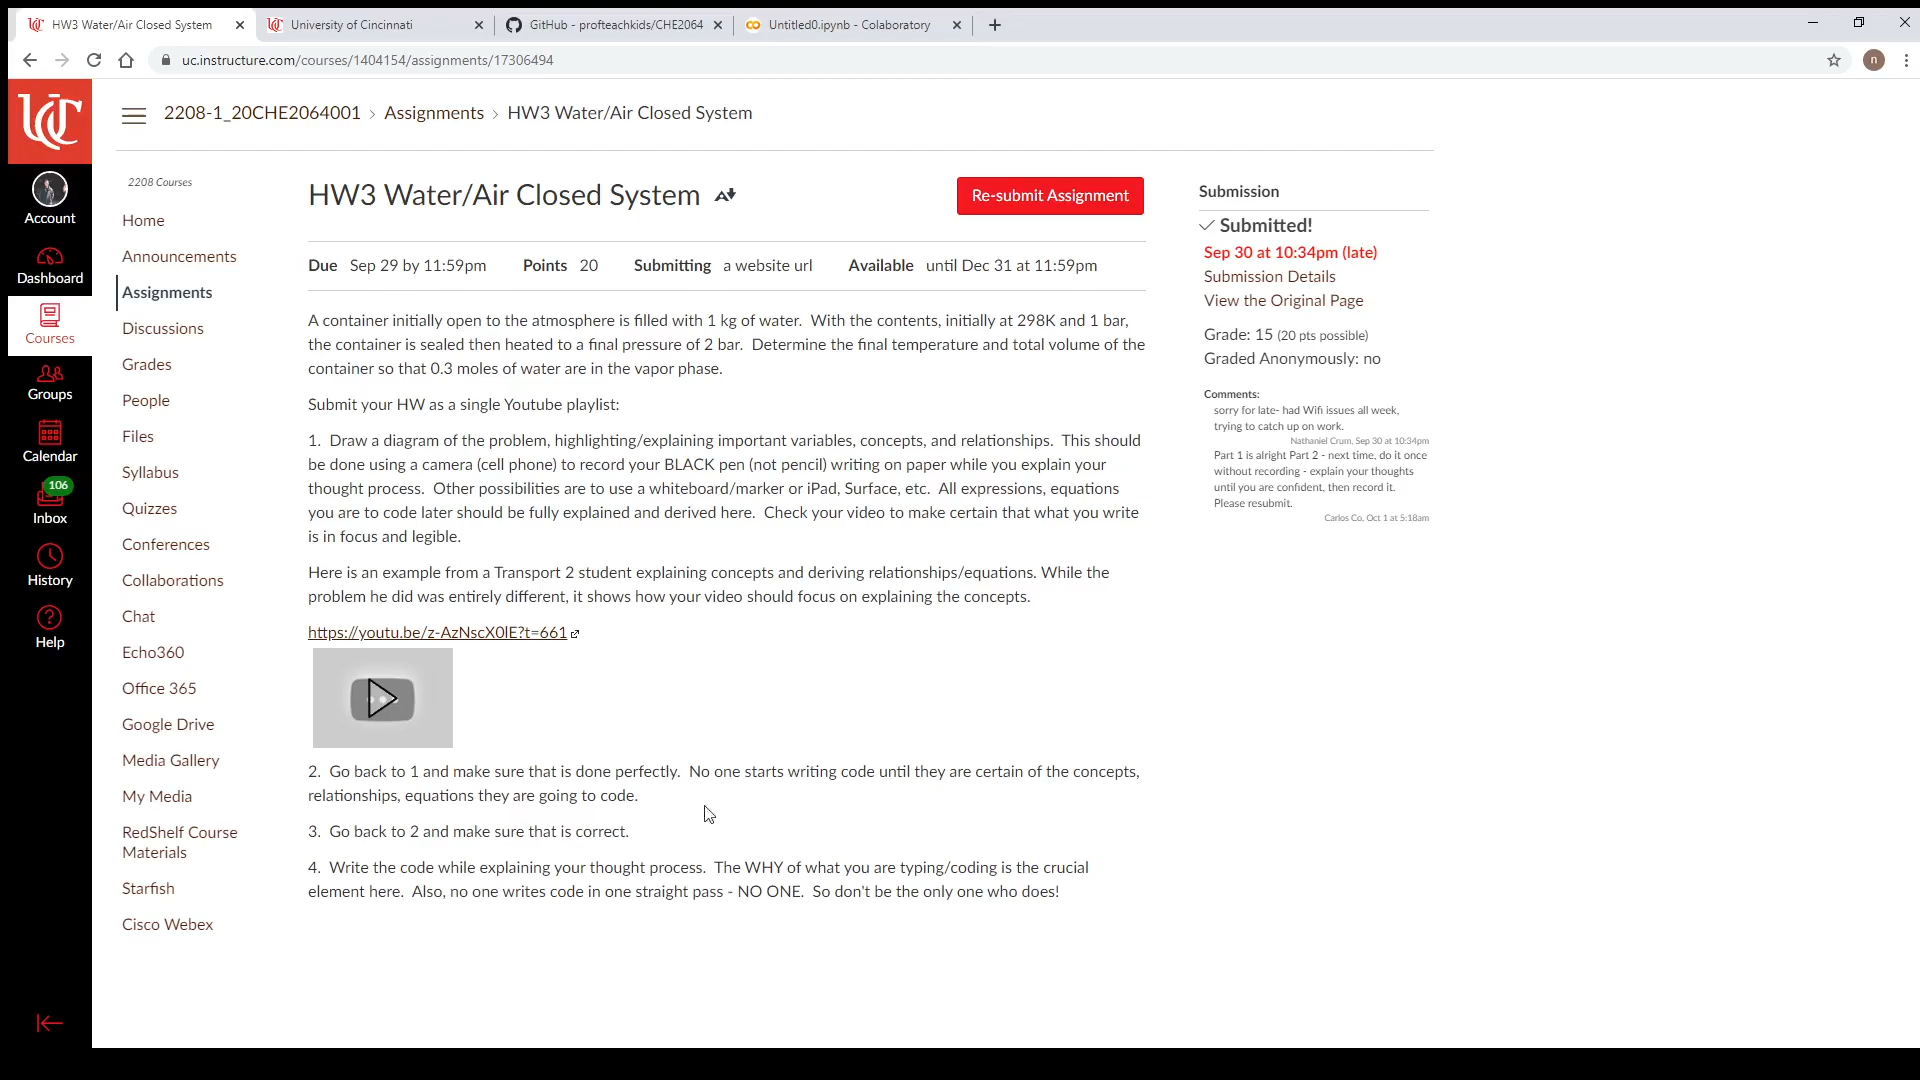 HW3 Water/Air Closed System
University of Cincinnati
GitHub - profteachkids/CHE2064
Untitled0.ipynb - Colaboratory
uc.instructure.com/courses/1404154/assignments/17306494
n
UC
Account
Dashboard
Courses
Groups
Calendar
106
Inbox
History
Help
2208-1_20CHE2064001 › Assignments › HW3 Water/Air Closed System
2208 Courses
Home
Announcements
Assignments
Discussions
Grades
People
Files
Syllabus
Quizzes
Conferences
Collaborations
Chat
Echo360
Office 365
Google Drive
Media Gallery
My Media
RedShelf Course
Materials
Starfish
Cisco Webex
HW3 Water/Air Closed System
Re-submit Assignment
Due Sep 29 by 11:59pm Points 20 Submitting a website url Available until Dec 31 at 11:59pm
A container initially open to the atmosphere is filled with 1 kg of water. With the contents, initially at 298K and 1 bar,
the container is sealed then heated to a final pressure of 2 bar. Determine the final temperature and total volume of the
container so that 0.3 moles of water are in the vapor phase.
Submit your HW as a single Youtube playlist:
1. Draw a diagram of the problem, highlighting/explaining important variables, concepts, and relationships. This should
be done using a camera (cell phone) to record your BLACK pen (not pencil) writing on paper while you explain your
thought process. Other possibilities are to use a whiteboard/marker or iPad, Surface, etc. All expressions, equations
you are to code later should be fully explained and derived here. Check your video to make certain that what you write
is in focus and legible.
Here is an example from a Transport 2 student explaining concepts and deriving relationships/equations. While the
problem he did was entirely different, it shows how your video should focus on explaining the concepts.
https://youtu.be/z-AzNscX0lE?t=661
2. Go back to 1 and make sure that is done perfectly. No one starts writing code until they are certain of the concepts,
relationships, equations they are going to code.
3. Go back to 2 and make sure that is correct.
4. Write the code while explaining your thought process. The WHY of what you are typing/coding is the crucial
element here. Also, no one writes code in one straight pass - NO ONE. So don't be the only one who does!
Submission
Submitted!
Sep 30 at 10:34pm (late)
Submission Details
View the Original Page
Grade: 15 (20 pts possible)
Graded Anonymously: no
Comments:
sorry for late- had Wifi issues all week,
trying to catch up on work.
Nathaniel Crum, Sep 30 at 10:34pm
Part 1 is alright Part 2 - next time, do it once
without recording - explain your thoughts
until you are confident, then record it.
Please resubmit.
Carlos Co, Oct 1 at 5:18am